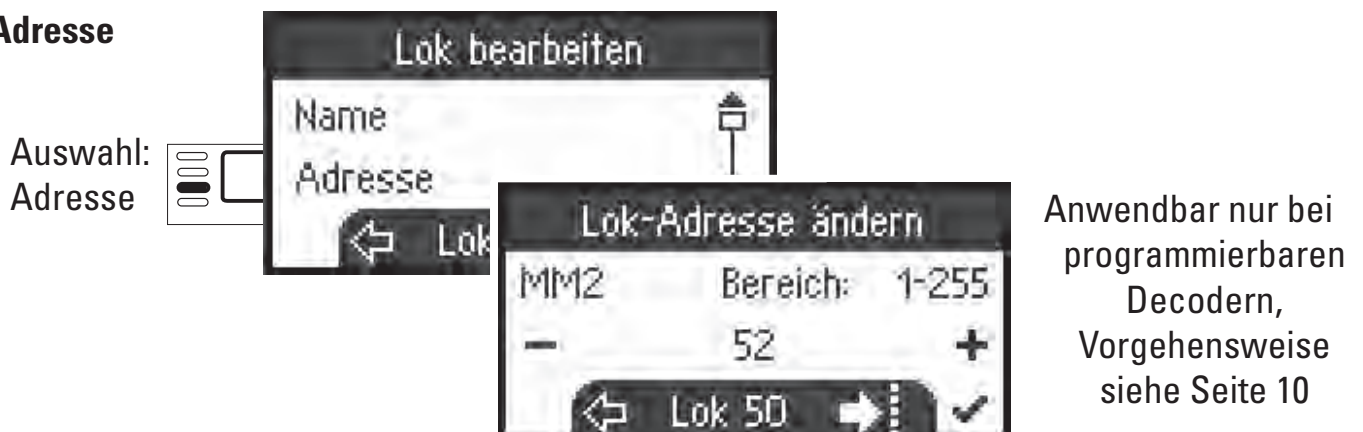 Adresse
Auswahl:
Adresse
Lok bearbeiten
Name
Adresse
Lok
Lok-Adresse ändern
MM2 Bereich: 1-255
− 52 +
Lok 50
Anwendbar nur bei
programmierbaren
Decodern,
Vorgehensweise
siehe Seite 10